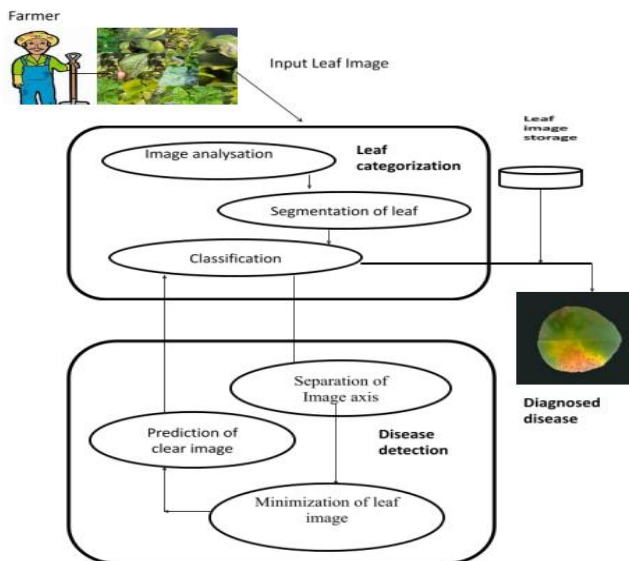 Farmer
Input Leaf Image
Image analysation
Leaf
categorization
Leaf
image
storage
Segmentation of leaf
Classification
Separation of
Image axis
Diagnosed
disease
Prediction of
clear image
Disease
detection
Minimization of leaf
image